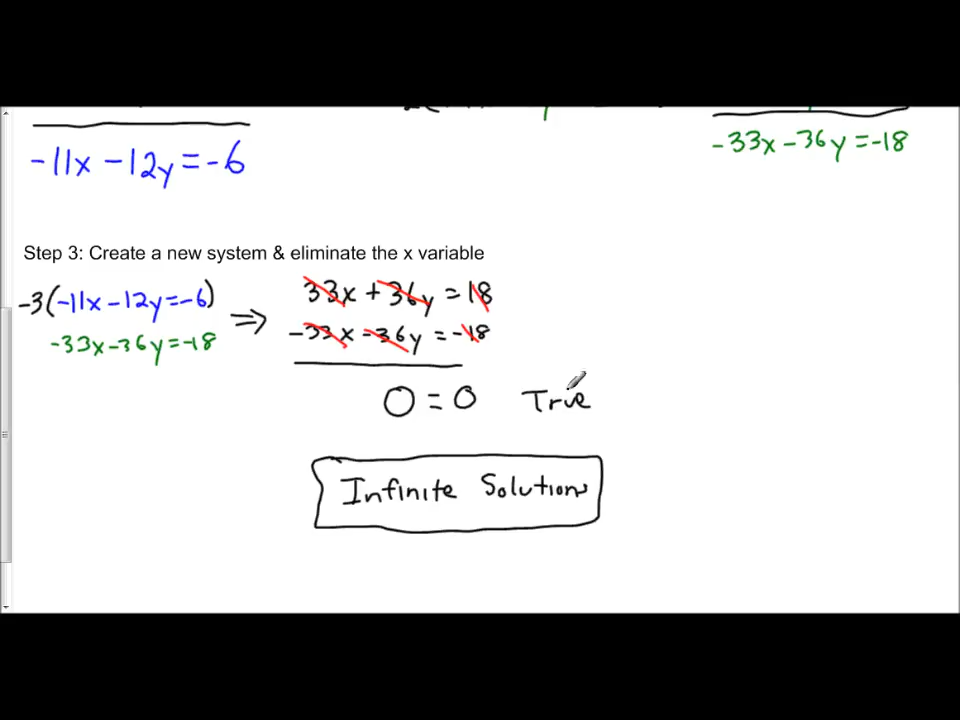 -11x -12y = -6
-33x -36y = -18
Step 3: Create a new system & eliminate the x variable
-3(-11x -12y = -6) ⇒
-33x -36y = -18
33x + 36y = 18
-33x -36y = -18
0 = 0 True
Infinite Solutions